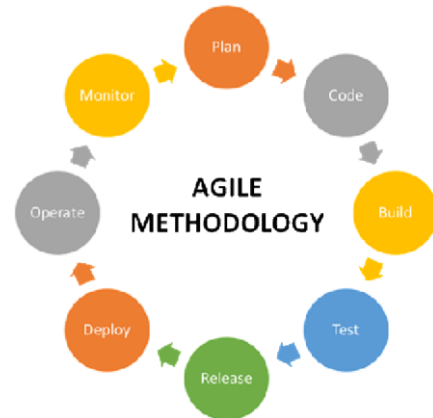 Plan
Code
Build
Test
Release
Deploy
Operate
Monitor
AGILE
METHODOLOGY